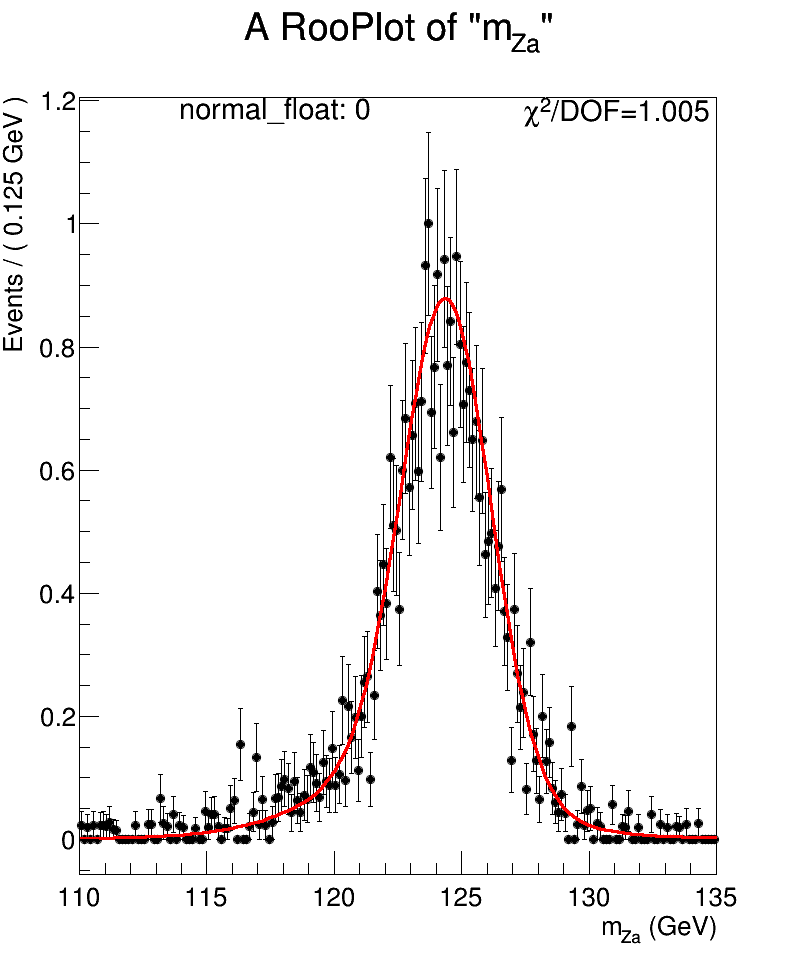 A RooPlot of "m_Za"
normal_float: 0
χ²/DOF=1.005
Events / ( 0.125 GeV )
1.2
1
0.8
0.6
0.4
0.2
0
110 115 120 125 130 135
m_Za (GeV)